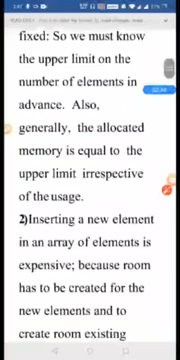 fixed: So we must know
the upper limit on the
number of elements in
advance. Also,
generally, the allocated
memory is equal to the
upper limit irrespective
of the usage.
2)Inserting a new element
in an array of elements is
expensive; because room
has to be created for the
new elements and to
create room existing